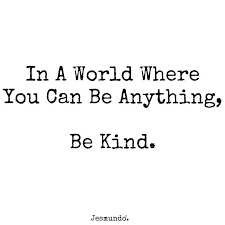 In A World Where
You Can Be Anything,
Be Kind.
Jesmundo.